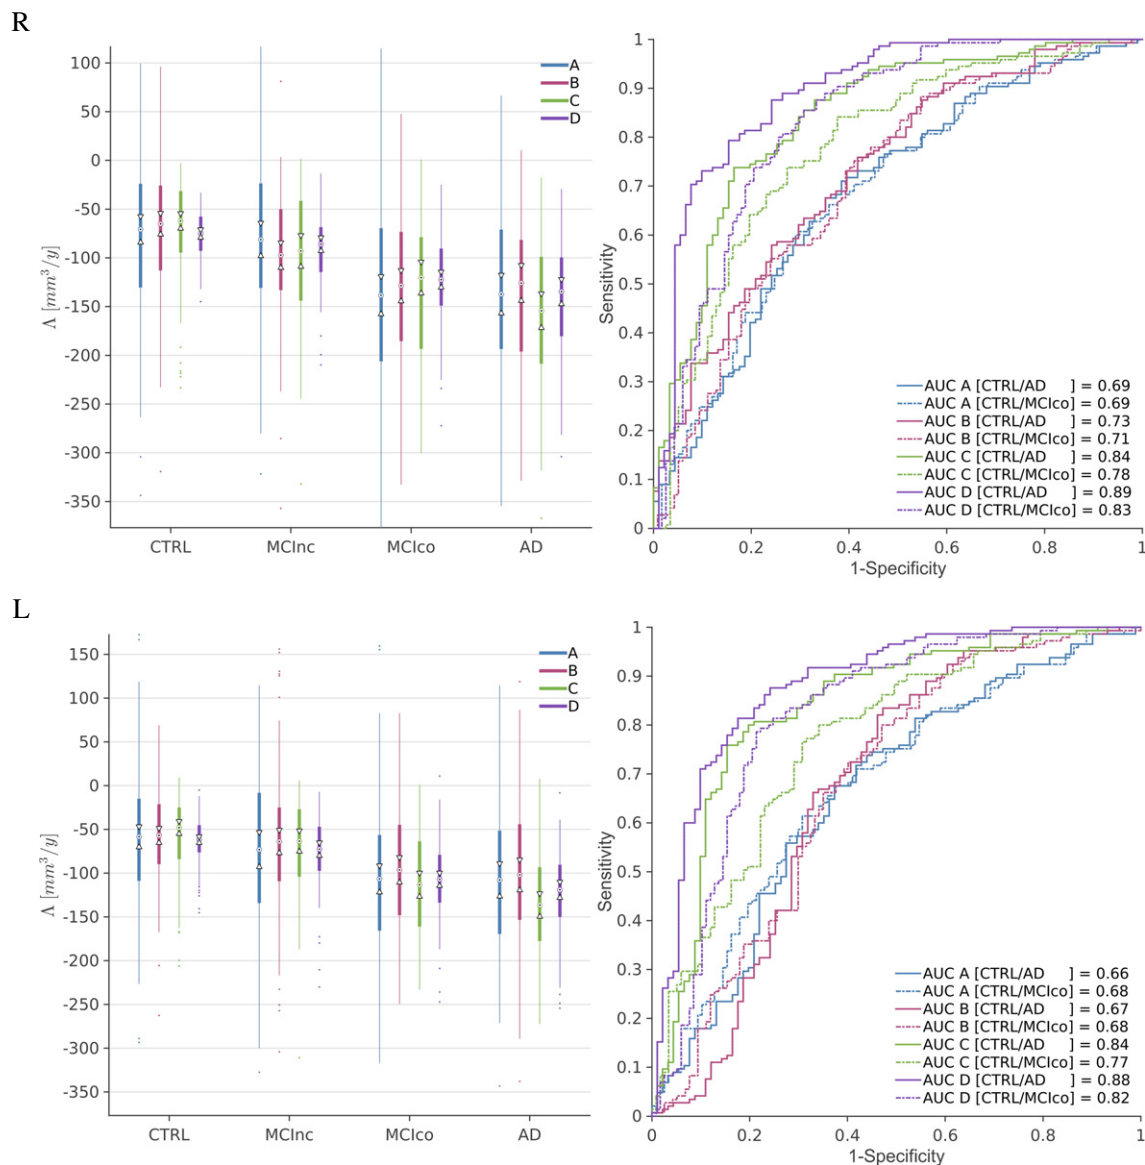 R
100
50
0
-50
-100
-150
-200
-250
-300
-350
Λ [mm³/y]
CTRL MCInc MCIco AD
A
B
C
D
1
0.9
0.8
0.7
0.6
0.5
0.4
0.3
0.2
0.1
0
Sensitivity
0 0.2 0.4 0.6 0.8 1
1-Specificity
AUC A [CTRL/AD ] = 0.69
AUC A [CTRL/MCIco] = 0.69
AUC B [CTRL/AD ] = 0.73
AUC B [CTRL/MCIco] = 0.71
AUC C [CTRL/AD ] = 0.84
AUC C [CTRL/MCIco] = 0.78
AUC D [CTRL/AD ] = 0.89
AUC D [CTRL/MCIco] = 0.83
L
150
100
50
0
-50
-100
-150
-200
-250
-300
-350
Λ [mm³/y]
CTRL MCInc MCIco AD
A
B
C
D
1
0.9
0.8
0.7
0.6
0.5
0.4
0.3
0.2
0.1
0
Sensitivity
0 0.2 0.4 0.6 0.8 1
1-Specificity
AUC A [CTRL/AD ] = 0.66
AUC A [CTRL/MCIco] = 0.68
AUC B [CTRL/AD ] = 0.67
AUC B [CTRL/MCIco] = 0.68
AUC C [CTRL/AD ] = 0.84
AUC C [CTRL/MCIco] = 0.77
AUC D [CTRL/AD ] = 0.88
AUC D [CTRL/MCIco] = 0.82